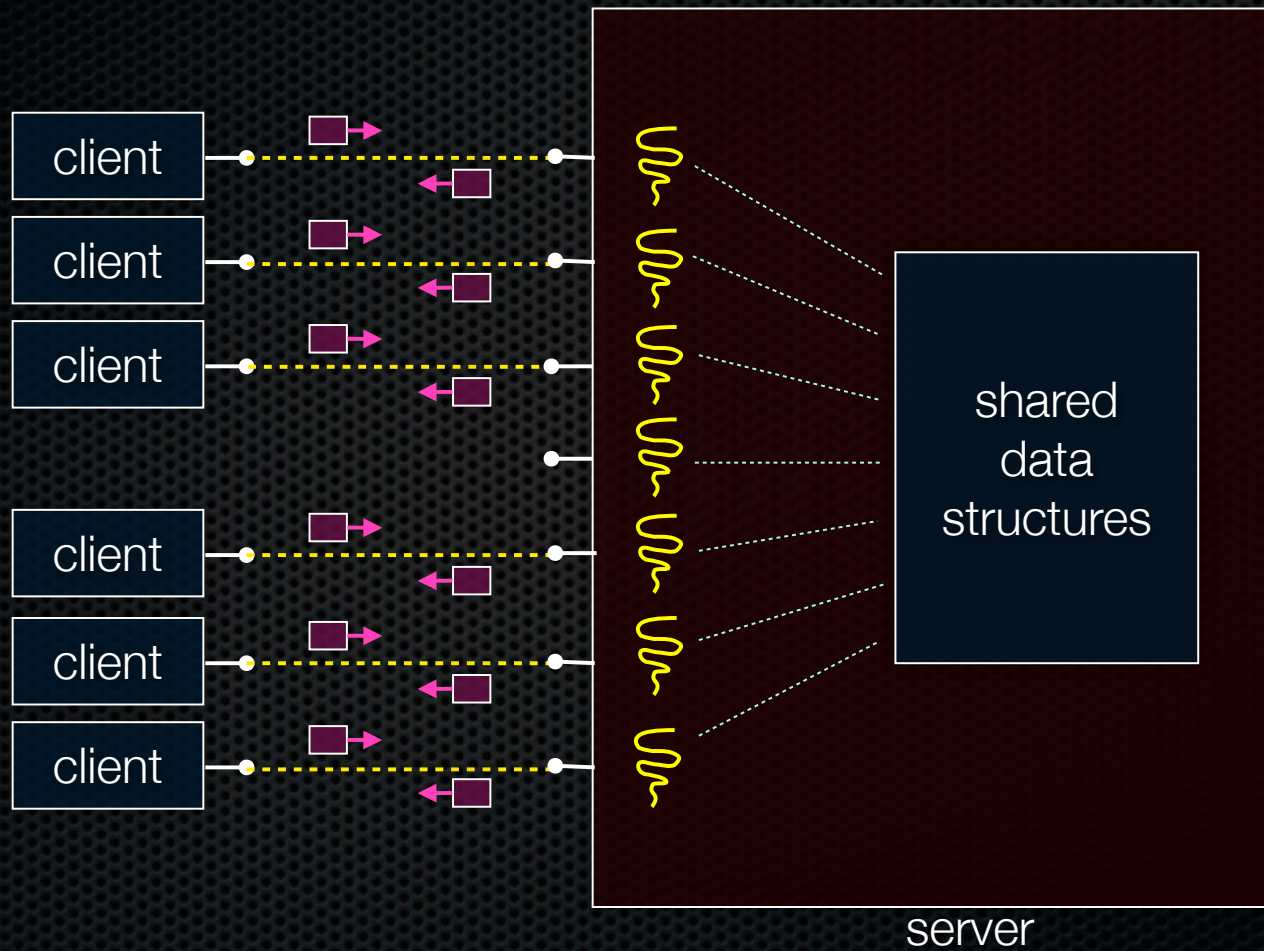 client
client
client
client
client
client
shared
data
structures
server